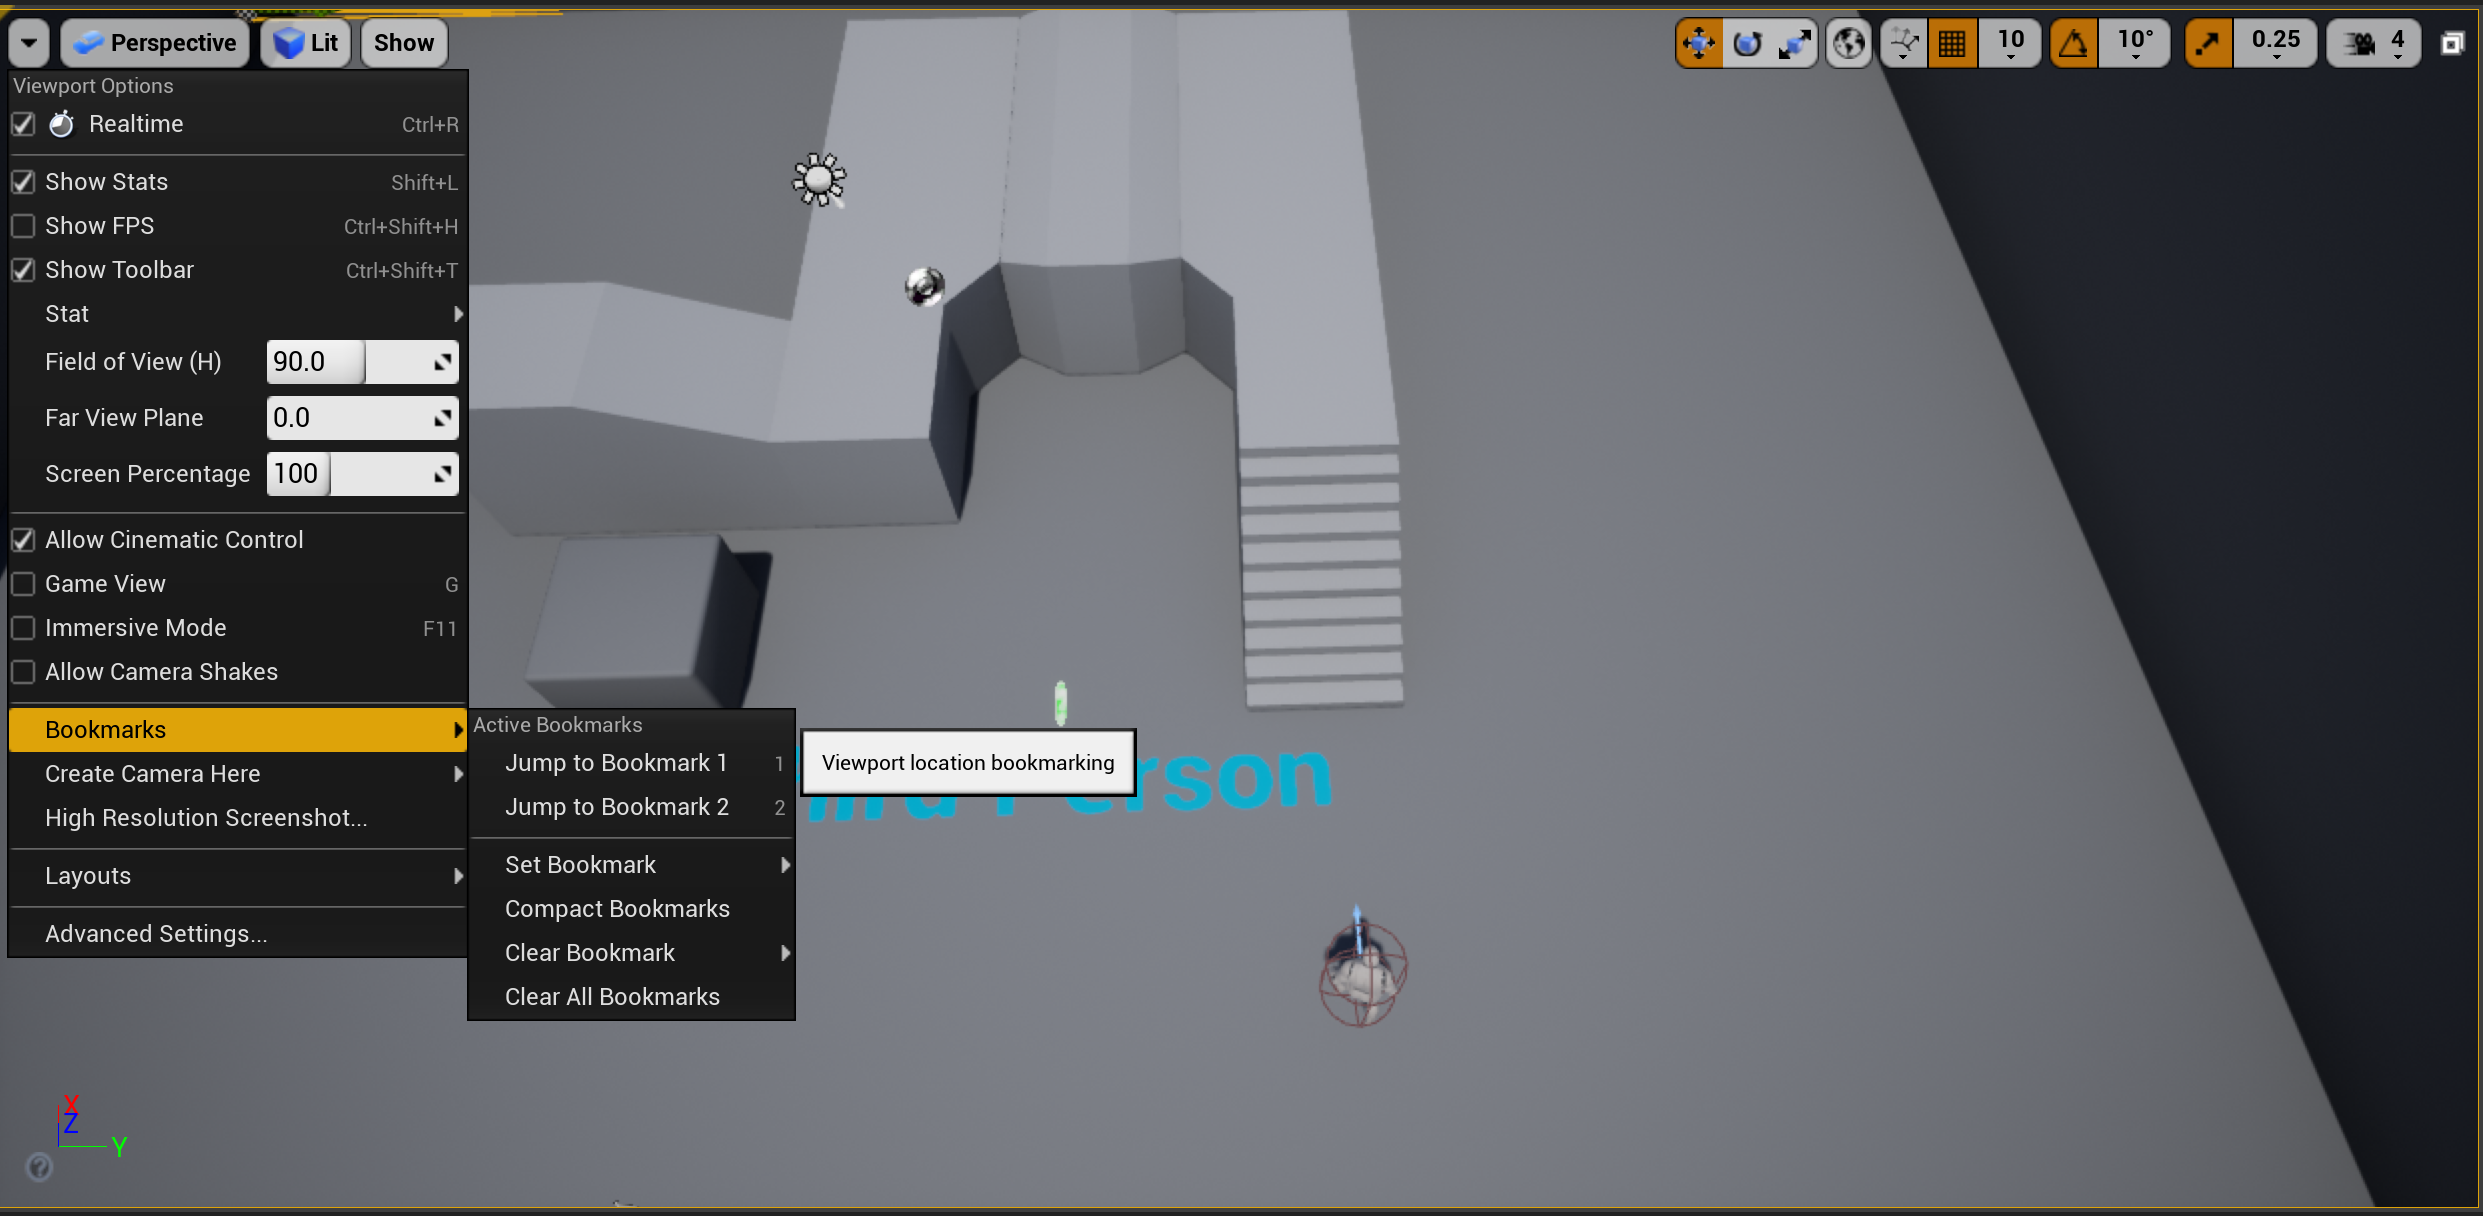 Perspective Lit Show
10 10° 0.25 4
Viewport Options
Realtime Ctrl+R
Show Stats Shift+L
Show FPS Ctrl+Shift+H
Show Toolbar Ctrl+Shift+T
Stat
Field of View (H) 90.0
Far View Plane 0.0
Screen Percentage 100
Allow Cinematic Control
Game View G
Immersive Mode F11
Allow Camera Shakes
Bookmarks
Create Camera Here
High Resolution Screenshot...
Layouts
Advanced Settings...
Active Bookmarks
Jump to Bookmark 1 1
Jump to Bookmark 2 2
Set Bookmark
Compact Bookmarks
Clear Bookmark
Clear All Bookmarks
Viewport location bookmarking
Person
X
Z
Y
?